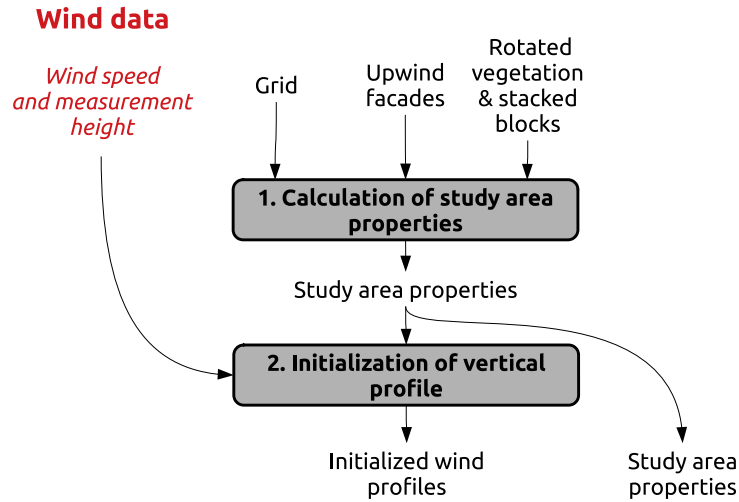 Wind data
Wind speed
and measurement
height
Grid
Upwind
facades
Rotated
vegetation
& stacked
blocks
1. Calculation of study area
properties
Study area properties
2. Initialization of vertical
profile
Initialized wind
profiles
Study area
properties